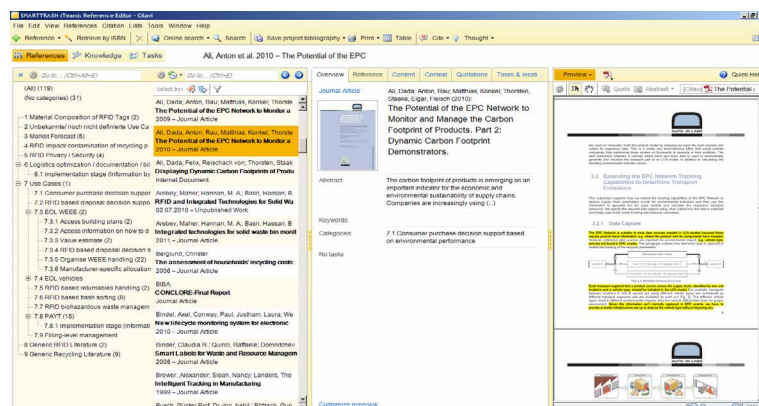 SMARTTRASH (Team): Reference Editor - Citavi
File Edit View References Citation Lists Tools Window Help
Reference Retrieve by ISBN Online search Search Save project bibliography Print Table Cite Thought
References Knowledge Tasks Ali, Anton et al. 2010 – The Potential of the EPC
Go to... (Ctrl+Alt+E)
(All) (119)
(No categories) (31)
1 Material Composition of RFID Tags (2)
2 Unbekannte/ noch nicht definierte Use Ca
3 Market Forecast (6)
4 RFID impact/ contamination of recycling p
5 RFID Privacy / Security (4)
6 Logistics optimization / documentation / bil
6.1 implementation stage (Information by
7 Use Cases (1)
7.1 Consumer purchase decision suppor
7.2 RFID based disposal decision suppo
7.3 EOL WEEE (2)
7.3.1 Access building plans (2)
7.3.2 Access information on how to d
7.3.3 Value estimate (2)
7.3.4 RFID based disposal decision s
7.3.5 Organise WEEE handling (22)
7.3.6 Manufacturer-specific allocation
7.4 EOL vehicles
7.5 RFID based returnables handling (2)
7.6 RFID based trash sorting (8)
7.7 RFID biohazardous waste managem
7.8 PAYT (15)
7.8.1 Implementation stage (Informati
7.9 Filling-level management
8 Generic RFID Literature (2)
9 Generic Recycling Literature (9)
Go to... (Ctrl+E)
Select by:
Ali, Dada; Anton, Rau; Matthias, Konkel; Thorste
The Potential of the EPC Network to Monitor a
2009 – Journal Article
Ali, Dada; Anton, Rau; Matthias, Konkel; Thorste
The Potential of the EPC Network to Monitor a
2010 – Journal Article
Ali, Dada; Felix, Reischach von; Thorsten, Staak
Displaying Dynamic Carbon Footprints of Produ
Internet Document
Arebey, Maher; Hannan, M. A.; Basri, Hassan; B
RFID and Integrated Technologies for Solid Wa
02.07.2010 – Unpublished Work
Arebey, Maher; Hannan, M. A.; Basri, Hassan; B
Integrated technologies for solid waste bin monit
2011 – Journal Article
Berglund, Christer
The assessment of households' recycling costs:
2006 – Journal Article
BIBA
CONCLORE-Final Report
Journal Article
Bindel, Axel; Conway, Paul; Justham, Laura; We
New lifecycle monitoring system for electronic
2010 – Journal Article
Binder, Claudia R.; Quirici, Raffaele; Domnitchev
Smart Labels for Waste and Resource Managem
2008 – Journal Article
Brewer, Alexander; Sloan, Nancy; Landers, Tho
Intelligent Tracking in Manufacturing
1999 – Journal Article
Overview Reference Content Context Quotations Tasks & locati
Journal Article
Ali, Dada; Anton, Rau; Matthias, Konkel; Thorsten,
Staake; Elgar, Fleisch (2010):
The Potential of the EPC Network to
Monitor and Manage the Carbon
Footprint of Products. Part 2:
Dynamic Carbon Footprint
Demonstrators.
Abstract
The carbon footprint of products is emerging as an
important indicator for the economic and
environmental sustainability of supply chains.
Companies are increasingly using (...)
Keywords:
Categories:
7.1 Consumer purchase decision support based
on environmental performance
No tasks
Customize overview
Preview Quick Hel
Quote Abstract [Citavi] The Potential
AUTO-ID LABS
3.2 Extending the EPC Network Tracking
Capabilities to Determine Transport
Emissions
3.2.1 Data Capture
AUTO-ID LABS